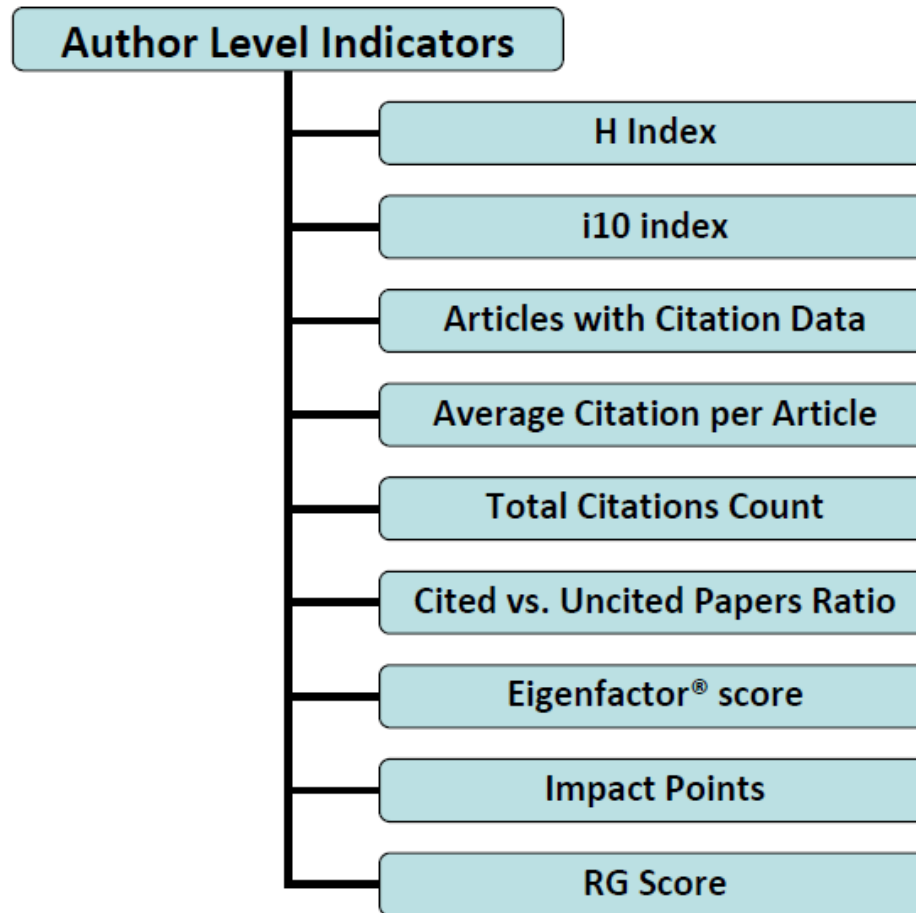 Author Level Indicators
H Index
i10 index
Articles with Citation Data
Average Citation per Article
Total Citations Count
Cited vs. Uncited Papers Ratio
Eigenfactor® score
Impact Points
RG Score